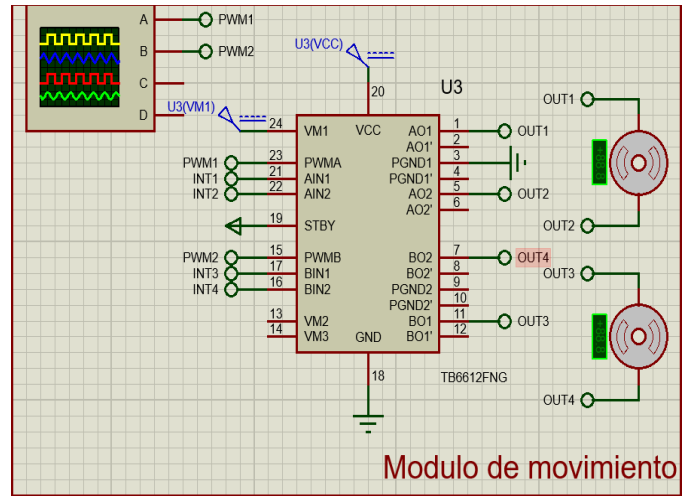 A PWM1
B PWM2
C
D
U3(VCC)
U3(VM1)
U3
20
VCC
24 VM1
PWM1 23 PWMA
INT1 21 AIN1
INT2 22 AIN2
19 STBY
PWM2 15 PWMB
INT3 17 BIN1
INT4 16 BIN2
13 VM2
14 VM3
GND
18
AO1 1 OUT1
AO1' 2
PGND1 3
PGND1' 4
AO2 5 OUT2
AO2' 6
BO2 7 OUT4
BO2' 8
PGND2 9
PGND2' 10
BO1 11 OUT3
BO1' 12
TB6612FNG
OUT1
OUT2
OUT3
OUT4
Modulo de movimiento